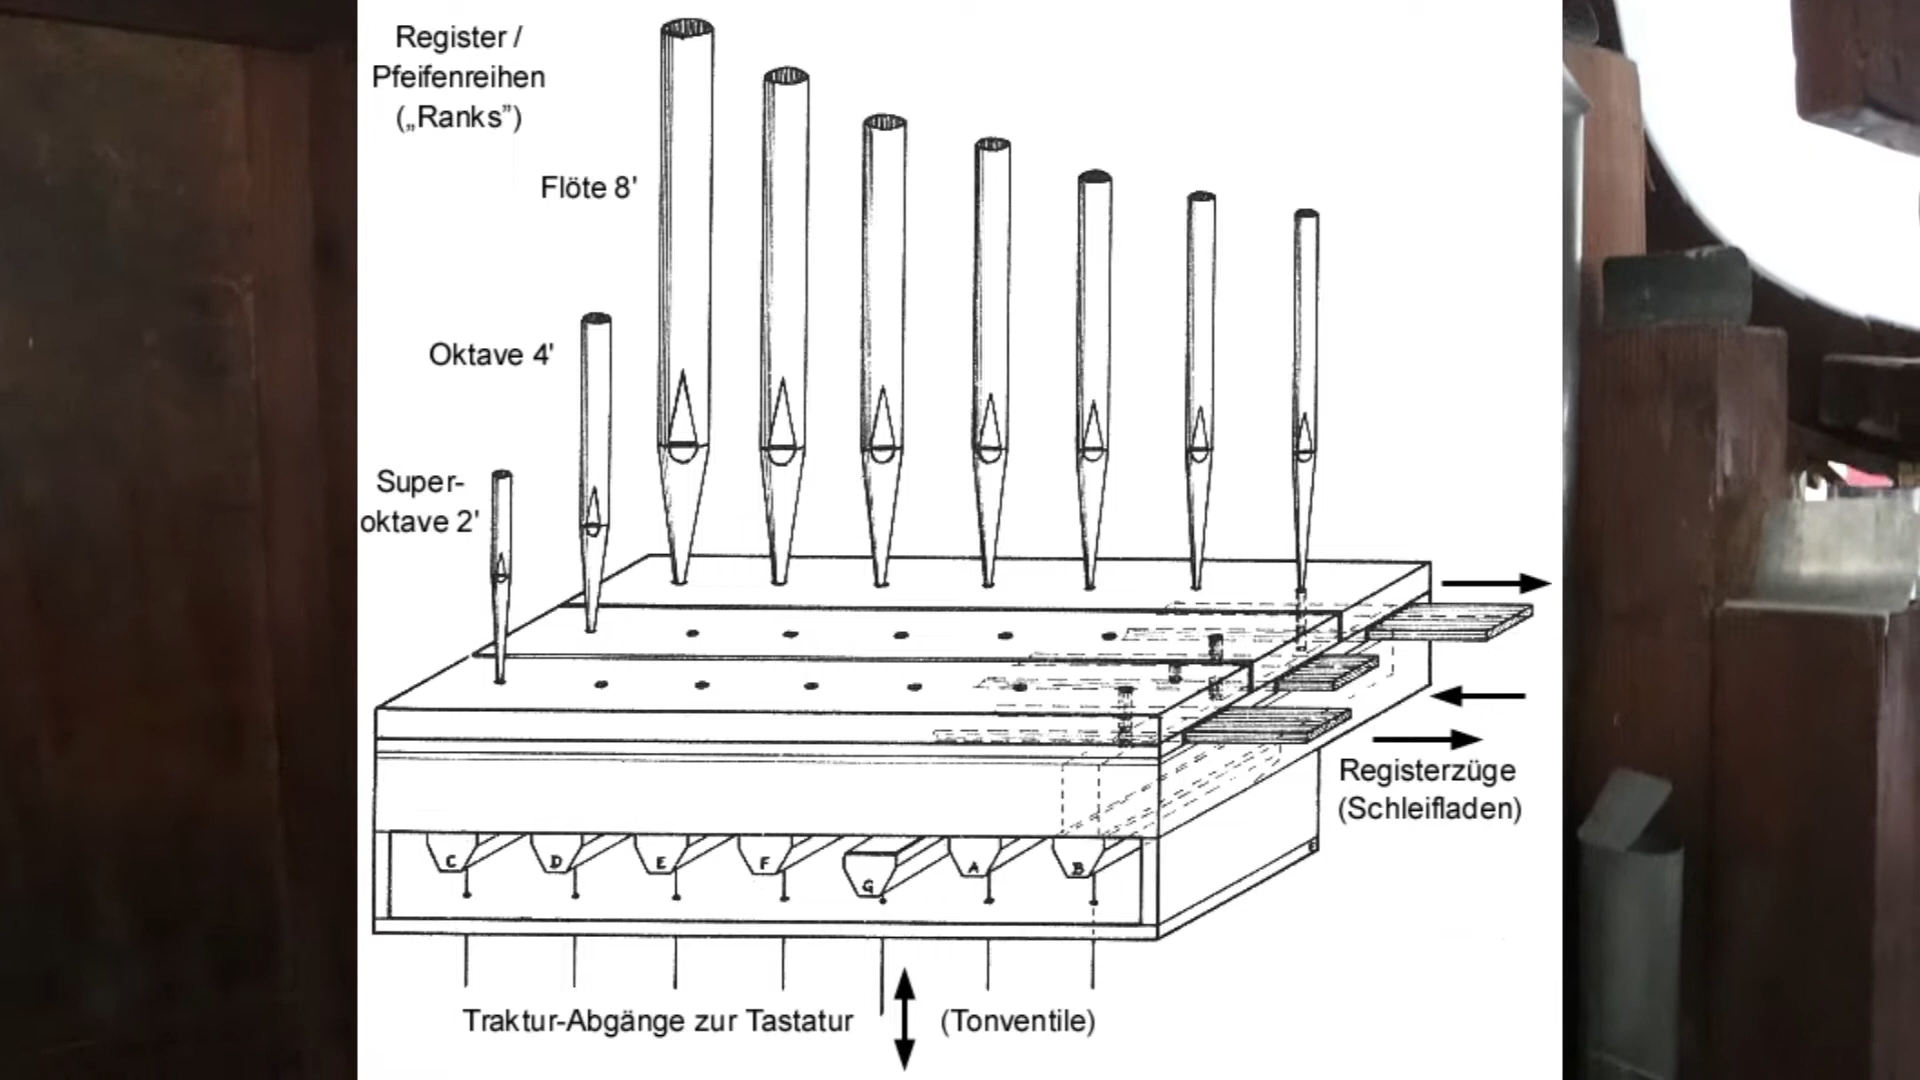 Register /
Pfeifenreihen
(„Ranks”)
Flöte 8'
Oktave 4'
Super-
oktave 2'
Registerzüge
(Schleifladen)
C D E F G A B
Traktur-Abgänge zur Tastatur (Tonventile)